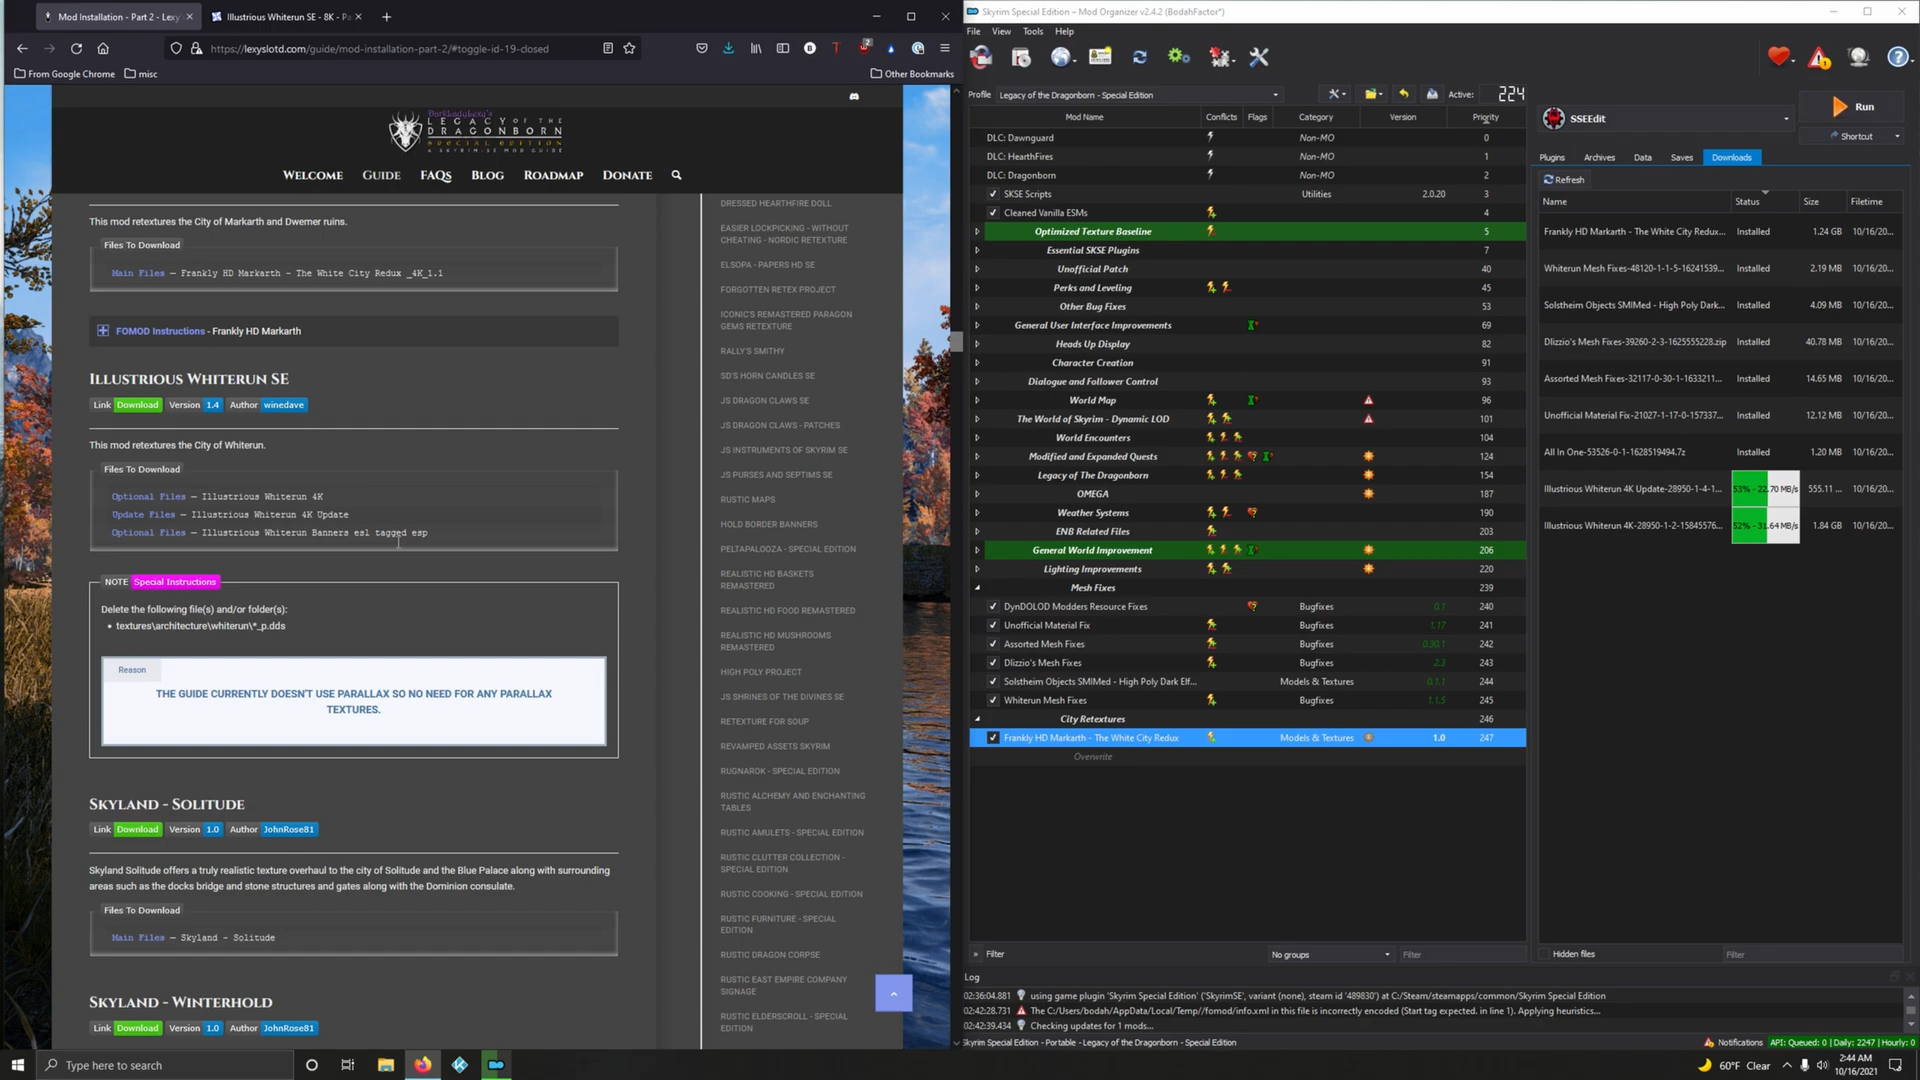 Mod Installation - Part 2 - Lexy
Illustrious Whiterun SE - 8K - Pa
https://lexyslotd.com/guide/mod-installation-part-2/#toggle-id-19-closed
From Google Chrome
misc
Other Bookmarks
DarkladyLexy's
LEGACY OF THE
DRAGONBORN
SPECIAL EDITION
A SKYRIM-SE MOD GUIDE
WELCOME GUIDE FAQS BLOG ROADMAP DONATE
This mod retextures the City of Markarth and Dwemer ruins.
Files To Download
Main Files – Frankly HD Markarth - The White City Redux _4K_1.1
FOMOD Instructions - Frankly HD Markarth
ILLUSTRIOUS WHITERUN SE
Link Download Version 1.4 Author winedave
This mod retextures the City of Whiterun.
Files To Download
Optional Files – Illustrious Whiterun 4K
Update Files – Illustrious Whiterun 4K Update
Optional Files – Illustrious Whiterun Banners esl tagged esp
NOTE Special Instructions
Delete the following file(s) and/or folder(s):
• textures\architecture\whiterun\*_p.dds
Reason
THE GUIDE CURRENTLY DOESN'T USE PARALLAX SO NO NEED FOR ANY PARALLAX
TEXTURES.
SKYLAND - SOLITUDE
Link Download Version 1.0 Author JohnRose81
Skyland Solitude offers a truly realistic texture overhaul to the city of Solitude and the Blue Palace along with surrounding
areas such as the docks bridge and stone structures and gates along with the Dominion consulate.
Files To Download
Main Files – Skyland - Solitude
SKYLAND - WINTERHOLD
Link Download Version 1.0 Author JohnRose81
DRESSED HEARTHFIRE DOLL
EASIER LOCKPICKING - WITHOUT
CHEATING - NORDIC RETEXTURE
ELSOPA - PAPERS HD SE
FORGOTTEN RETEX PROJECT
ICONIC'S REMASTERED PARAGON
GEMS RETEXTURE
RALLY'S SMITHY
SD'S HORN CANDLES SE
JS DRAGON CLAWS SE
JS DRAGON CLAWS - PATCHES
JS INSTRUMENTS OF SKYRIM SE
JS PURSES AND SEPTIMS SE
RUSTIC MAPS
HOLD BORDER BANNERS
PELTAPALOOZA - SPECIAL EDITION
REALISTIC HD BASKETS
REMASTERED
REALISTIC HD FOOD REMASTERED
REALISTIC HD MUSHROOMS
REMASTERED
HIGH POLY PROJECT
JS SHRINES OF THE DIVINES SE
RETEXTURE FOR SOUP
REVAMPED ASSETS SKYRIM
RUGNAROK - SPECIAL EDITION
RUSTIC ALCHEMY AND ENCHANTING
TABLES
RUSTIC AMULETS - SPECIAL EDITION
RUSTIC CLUTTER COLLECTION -
SPECIAL EDITION
RUSTIC COOKING - SPECIAL EDITION
RUSTIC FURNITURE - SPECIAL
EDITION
RUSTIC DRAGON CORPSE
RUSTIC EAST EMPIRE COMPANY
SIGNAGE
RUSTIC ELDERSCROLL - SPECIAL
EDITION
Skyrim Special Edition – Mod Organizer v2.4.2 (BodahFactor*)
File View Tools Help
Profile Legacy of the Dragonborn - Special Edition Active: 224
Mod Name Conflicts Flags Category Version Priority
DLC: Dawnguard Non-MO 0
DLC: HearthFires Non-MO 1
DLC: Dragonborn Non-MO 2
SKSE Scripts Utilities 2.0.20 3
Cleaned Vanilla ESMs 4
Optimized Texture Baseline 5
Essential SKSE Plugins 7
Unofficial Patch 40
Perks and Leveling 45
Other Bug Fixes 53
General User Interface Improvements 69
Heads Up Display 82
Character Creation 91
Dialogue and Follower Control 93
World Map 96
The World of Skyrim - Dynamic LOD 101
World Encounters 104
Modified and Expanded Quests 124
Legacy of The Dragonborn 154
OMEGA 187
Weather Systems 193
ENB Related Files 203
General World Improvement 206
Lighting Improvements 220
Mesh Fixes 239
DynDOLOD Modders Resource Fixes Bugfixes 0.1 240
Unofficial Material Fix Bugfixes 1.17 241
Assorted Mesh Fixes Bugfixes 0.30.1 242
Dlizzio's Mesh Fixes Bugfixes 2.3 243
Solstheim Objects SMIMed - High Poly Dark Elf... Models & Textures 0.1.1 244
Whiterun Mesh Fixes Bugfixes 1.1.5 245
City Retextures 246
Frankly HD Markarth - The White City Redux Models & Textures 1.0 247
Overwrite
Filter No groups Filter
SSEEdit
Run
Shortcut
Plugins Archives Data Saves Downloads
Refresh
Name Status Size Filetime
Frankly HD Markarth - The White City Redux... Installed 1.24 GB 10/16/20...
Whiterun Mesh Fixes-48120-1-1-5-16241539... Installed 2.19 MB 10/16/20...
Solstheim Objects SMIMed - High Poly Dark... Installed 4.09 MB 10/16/20...
Dlizzio's Mesh Fixes-39260-2-3-1625555228.zip Installed 40.78 MB 10/16/20...
Assorted Mesh Fixes-32117-0-30-1-1633211... Installed 14.65 MB 10/16/20...
Unofficial Material Fix-21027-1-17-0-157337... Installed 12.12 MB 10/16/20...
All In One-53526-0-1-1628519494.7z Installed 1.20 MB 10/16/20...
Illustrious Whiterun 4K Update-28950-1-4-1... 53% - 22.70 MB/s 555.11 ... 10/16/20...
Illustrious Whiterun 4K-28950-1-2-15845576... 52% - 31.64 MB/s 1.84 GB 10/16/20...
Hidden files Filter
Log
02:36:04.881 using game plugin 'Skyrim Special Edition' ('SkyrimSE', variant (none), steam id '489830') at C:/Steam/steamapps/common/Skyrim Special Edition
02:42:28.731 The C:/Users/bodah/AppData/Local/Temp//fomod/info.xml in this file is incorrectly encoded (Start tag expected. in line 1). Applying heuristics...
02:42:39.434 Checking updates for 1 mods...
Skyrim Special Edition - Portable - Legacy of the Dragonborn - Special Edition
Notifications API: Queued: 0 | Daily: 2247 | Hourly: 0
Type here to search
60°F Clear
2:44 AM
10/16/2021